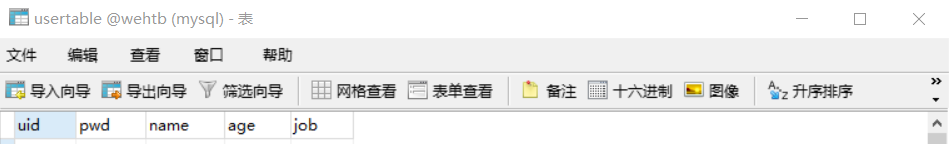 usertable @wehtb (mysql) - 表
文件 编辑 查看 窗口 帮助
导入向导 导出向导 筛选向导 网格查看 表单查看 备注 十六进制 图像 升序排序
uid pwd name age job